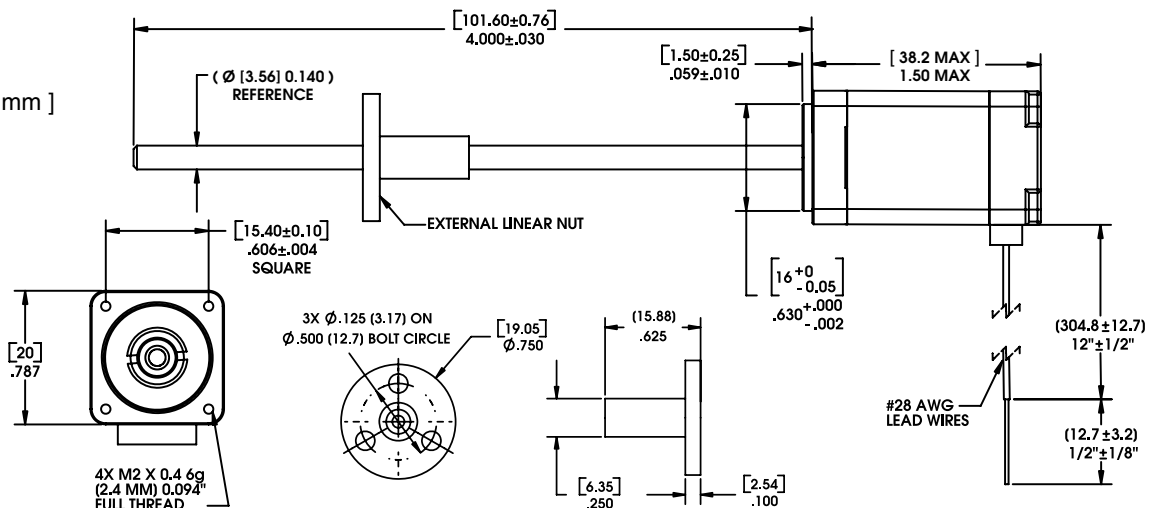 [101.60±0.76]
4.000±.030
[1.50±0.25]
.059±.010
[ 38.2 MAX ]
1.50 MAX
( Ø [3.56] 0.140 )
REFERENCE
mm ]
EXTERNAL LINEAR NUT
[15.40±0.10]
.606±.004
SQUARE
[16 +0 -0.05]
.630 +.000 -.002
3X Ø.125 (3.17) ON
Ø.500 (12.7) BOLT CIRCLE
[19.05]
Ø.750
(15.88)
.625
(304.8±12.7)
12"±1/2"
[20]
.787
#28 AWG
LEAD WIRES
(12.7±3.2)
1/2"±1/8"
4X M2 X 0.4 6g
(2.4 MM) 0.094"
FULL THREAD
[6.35]
.250
[2.54]
.100